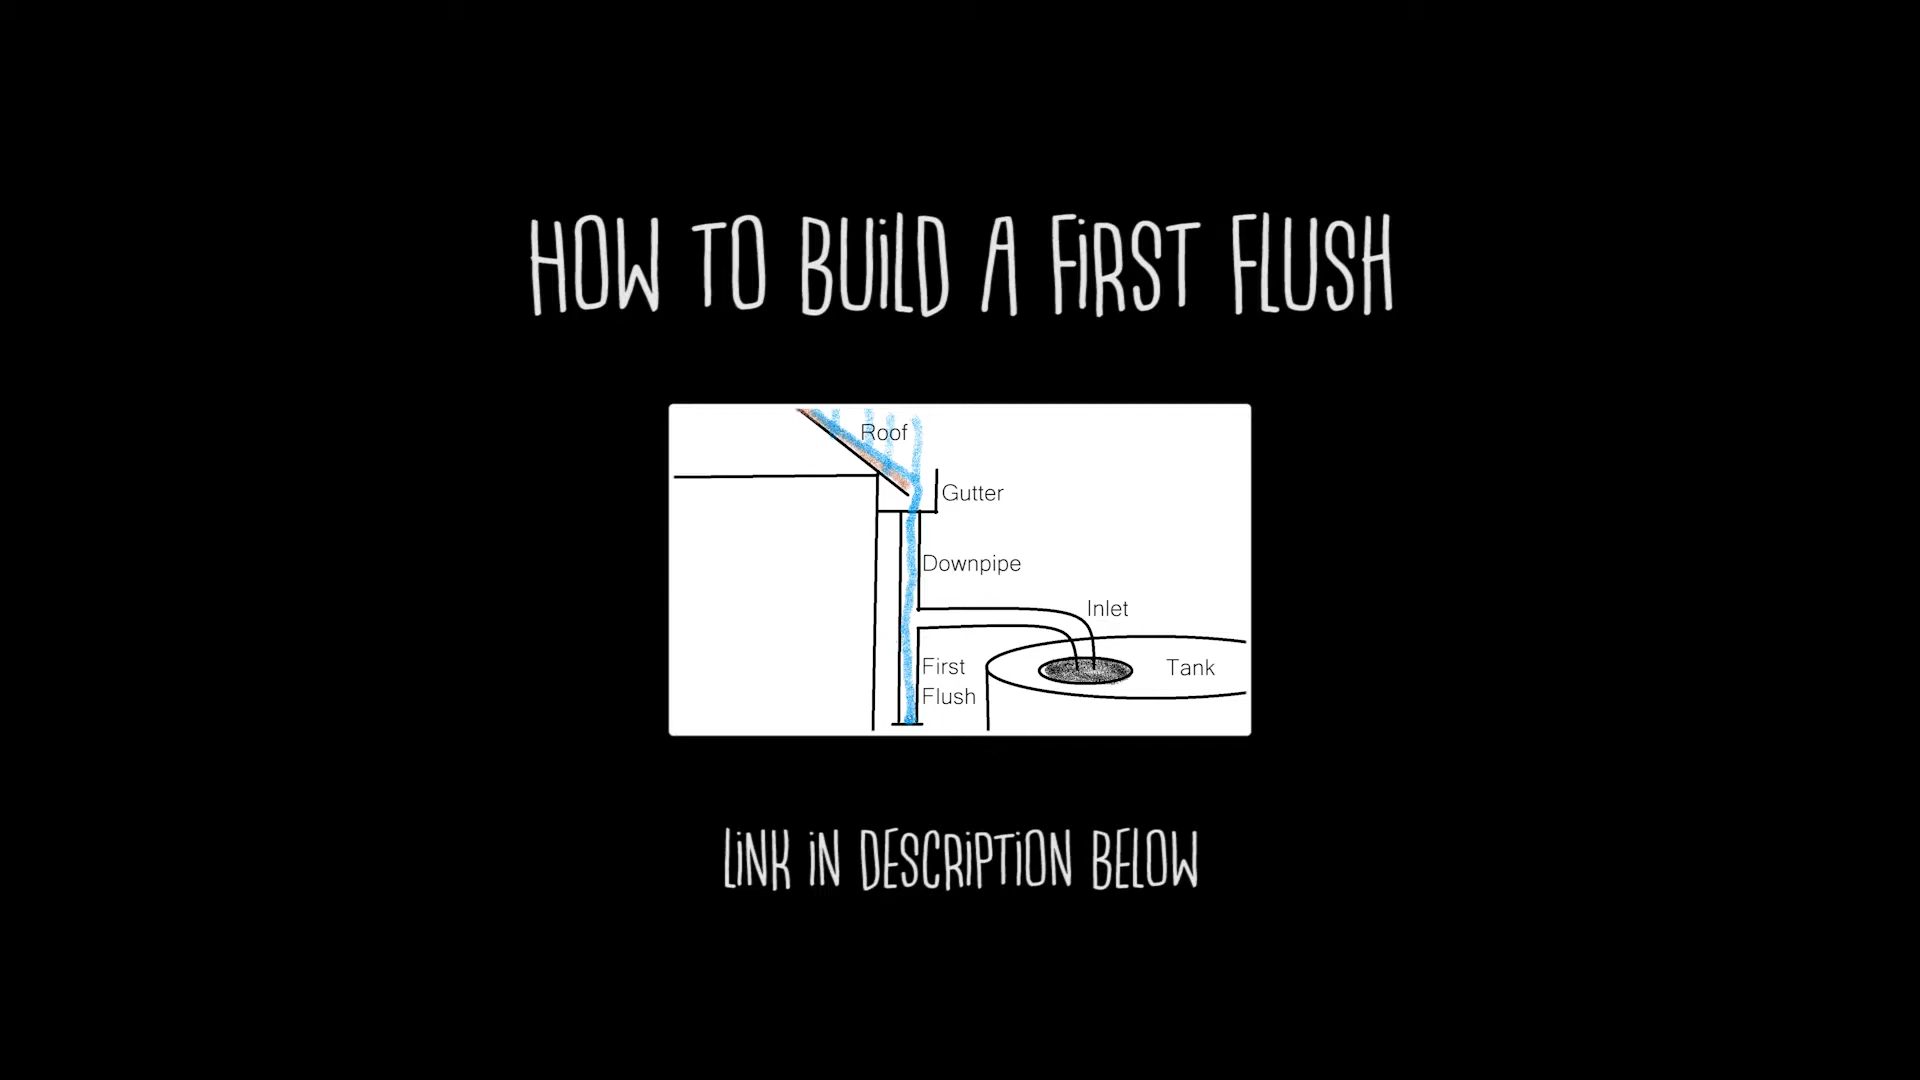 HOW TO BUiLD A FiRST FLUSH
Roof
Gutter
Downpipe
Inlet
First
Flush
Tank
LiNK iN DESCRiPTiON BELOW